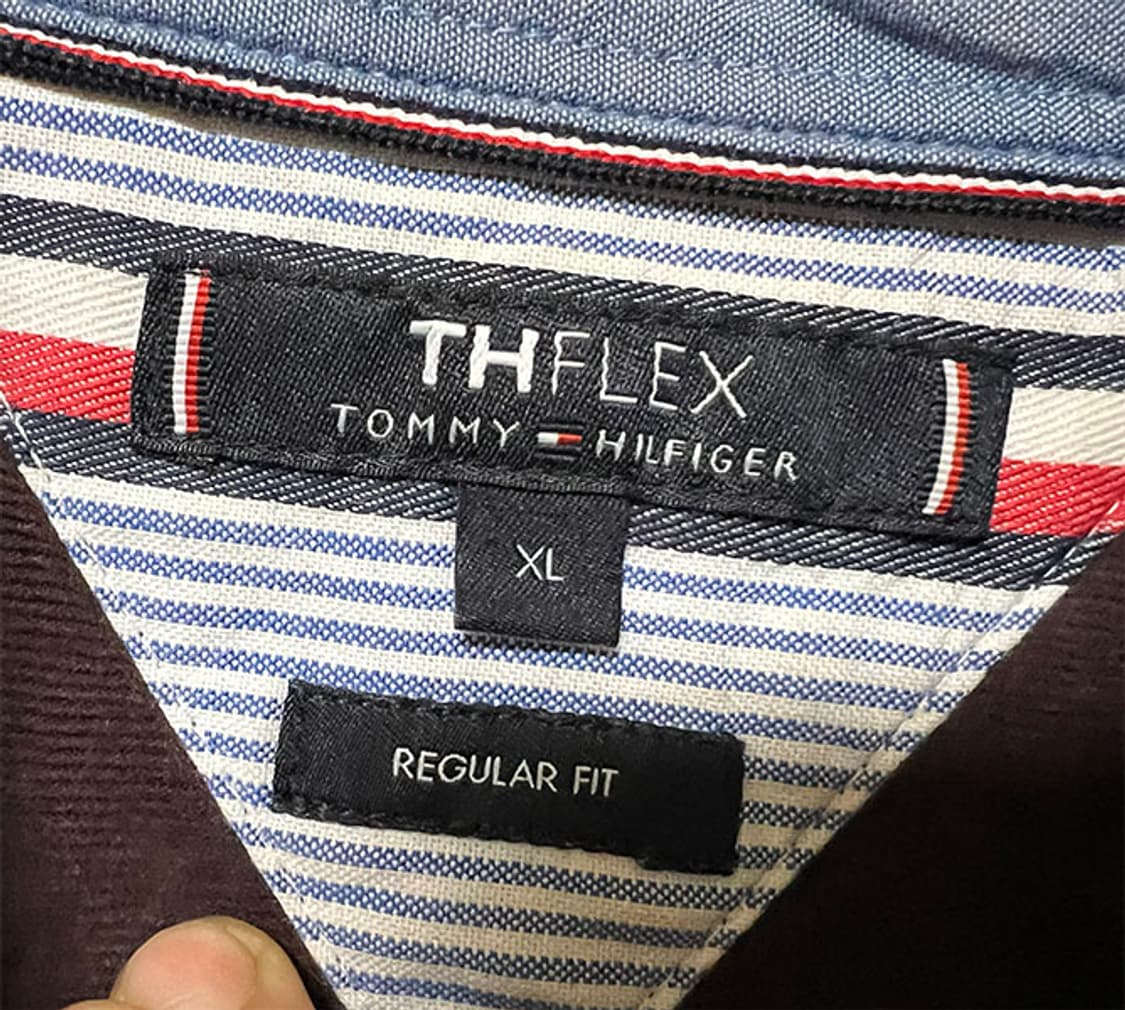 THFLEX
TOMMY HILFIGER
XL
REGULAR FIT